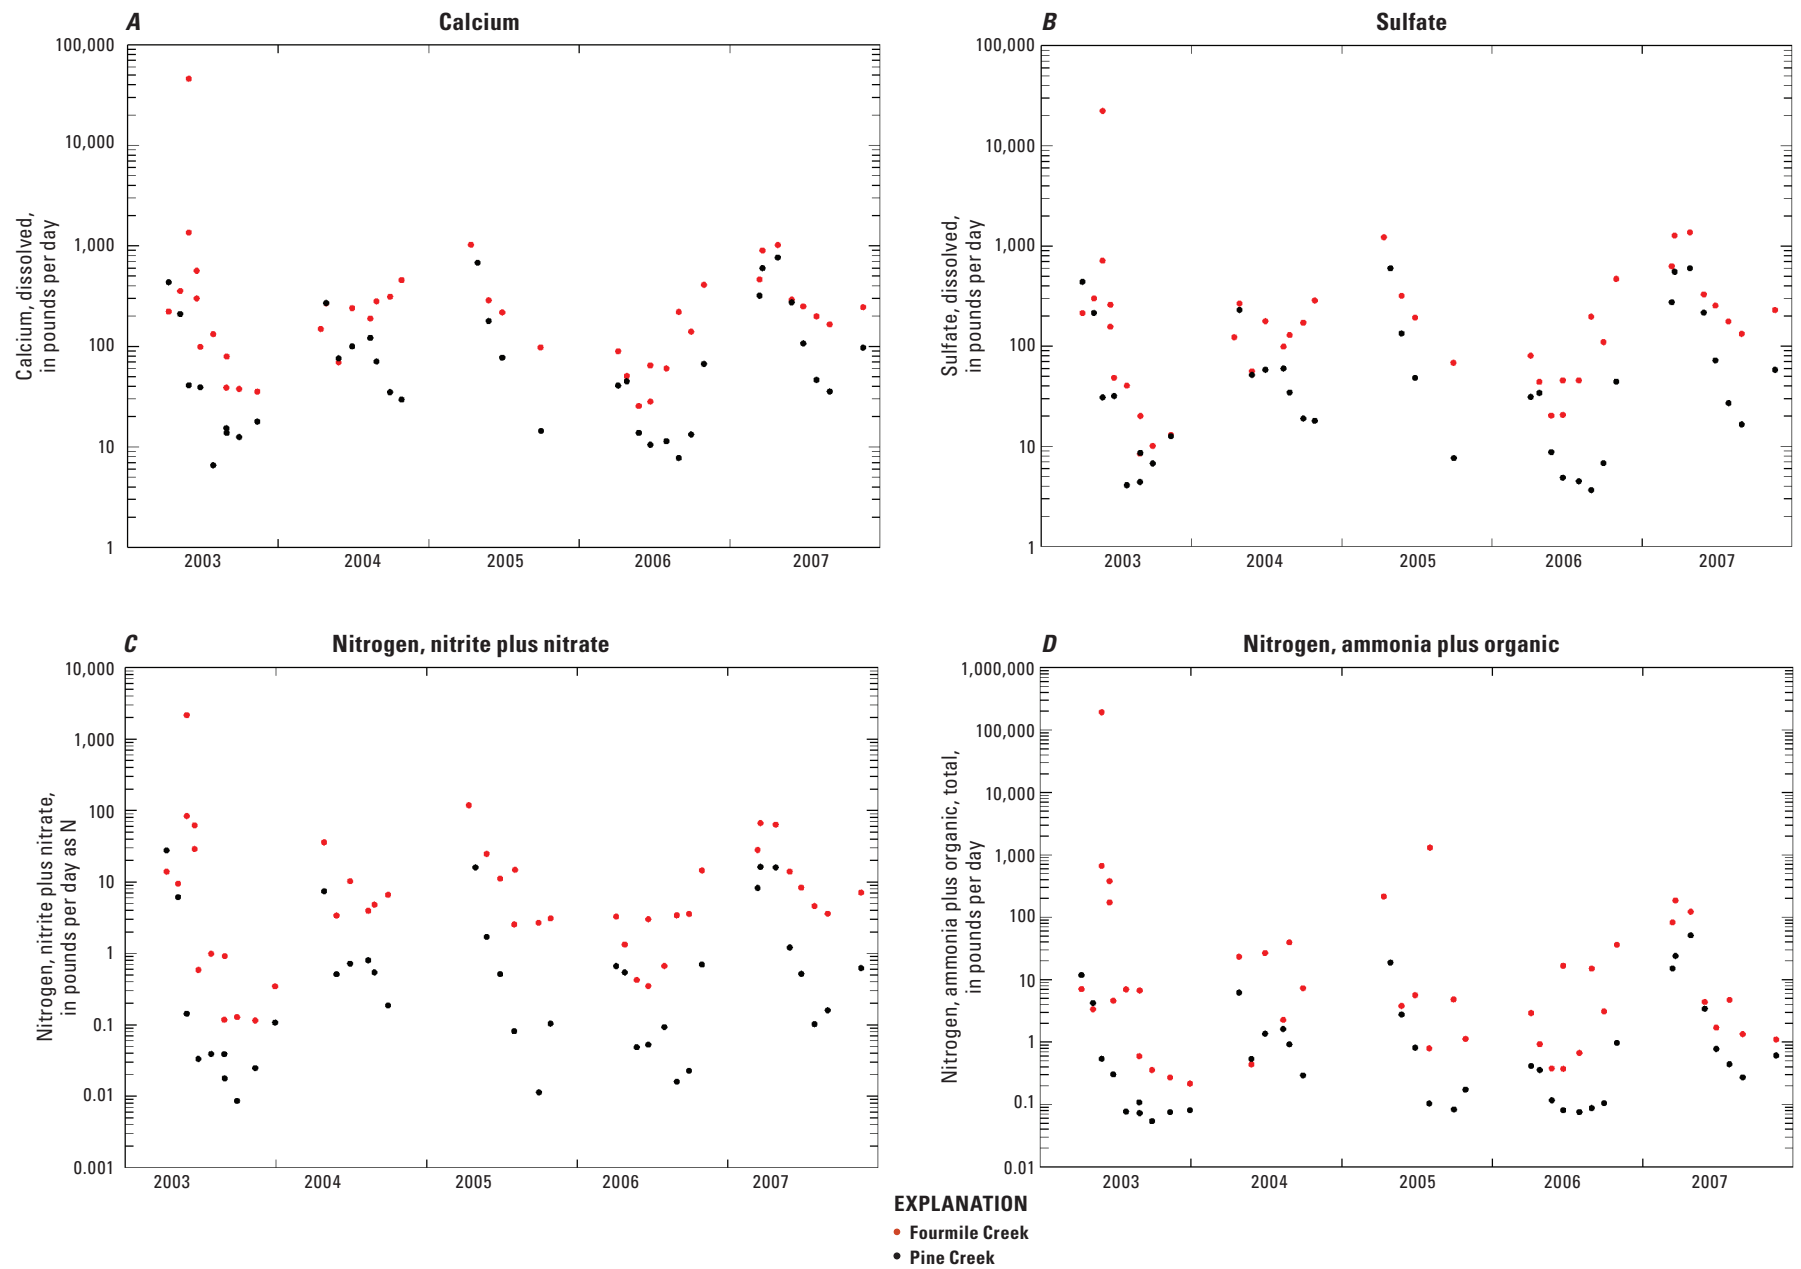 A Calcium
100,000
10,000
1,000
100
10
1
Calcium, dissolved,
in pounds per day
2003 2004 2005 2006 2007
B Sulfate
100,000
10,000
1,000
100
10
1
Sulfate, dissolved,
in pounds per day
2003 2004 2005 2006 2007
C Nitrogen, nitrite plus nitrate
10,000
1,000
100
10
1
0.1
0.01
0.001
Nitrogen, nitrite plus nitrate,
in pounds per day as N
2003 2004 2005 2006 2007
D Nitrogen, ammonia plus organic
1,000,000
100,000
10,000
1,000
100
10
1
0.1
0.01
Nitrogen, ammonia plus organic, total,
in pounds per day
2003 2004 2005 2006 2007
EXPLANATION
Fourmile Creek
Pine Creek